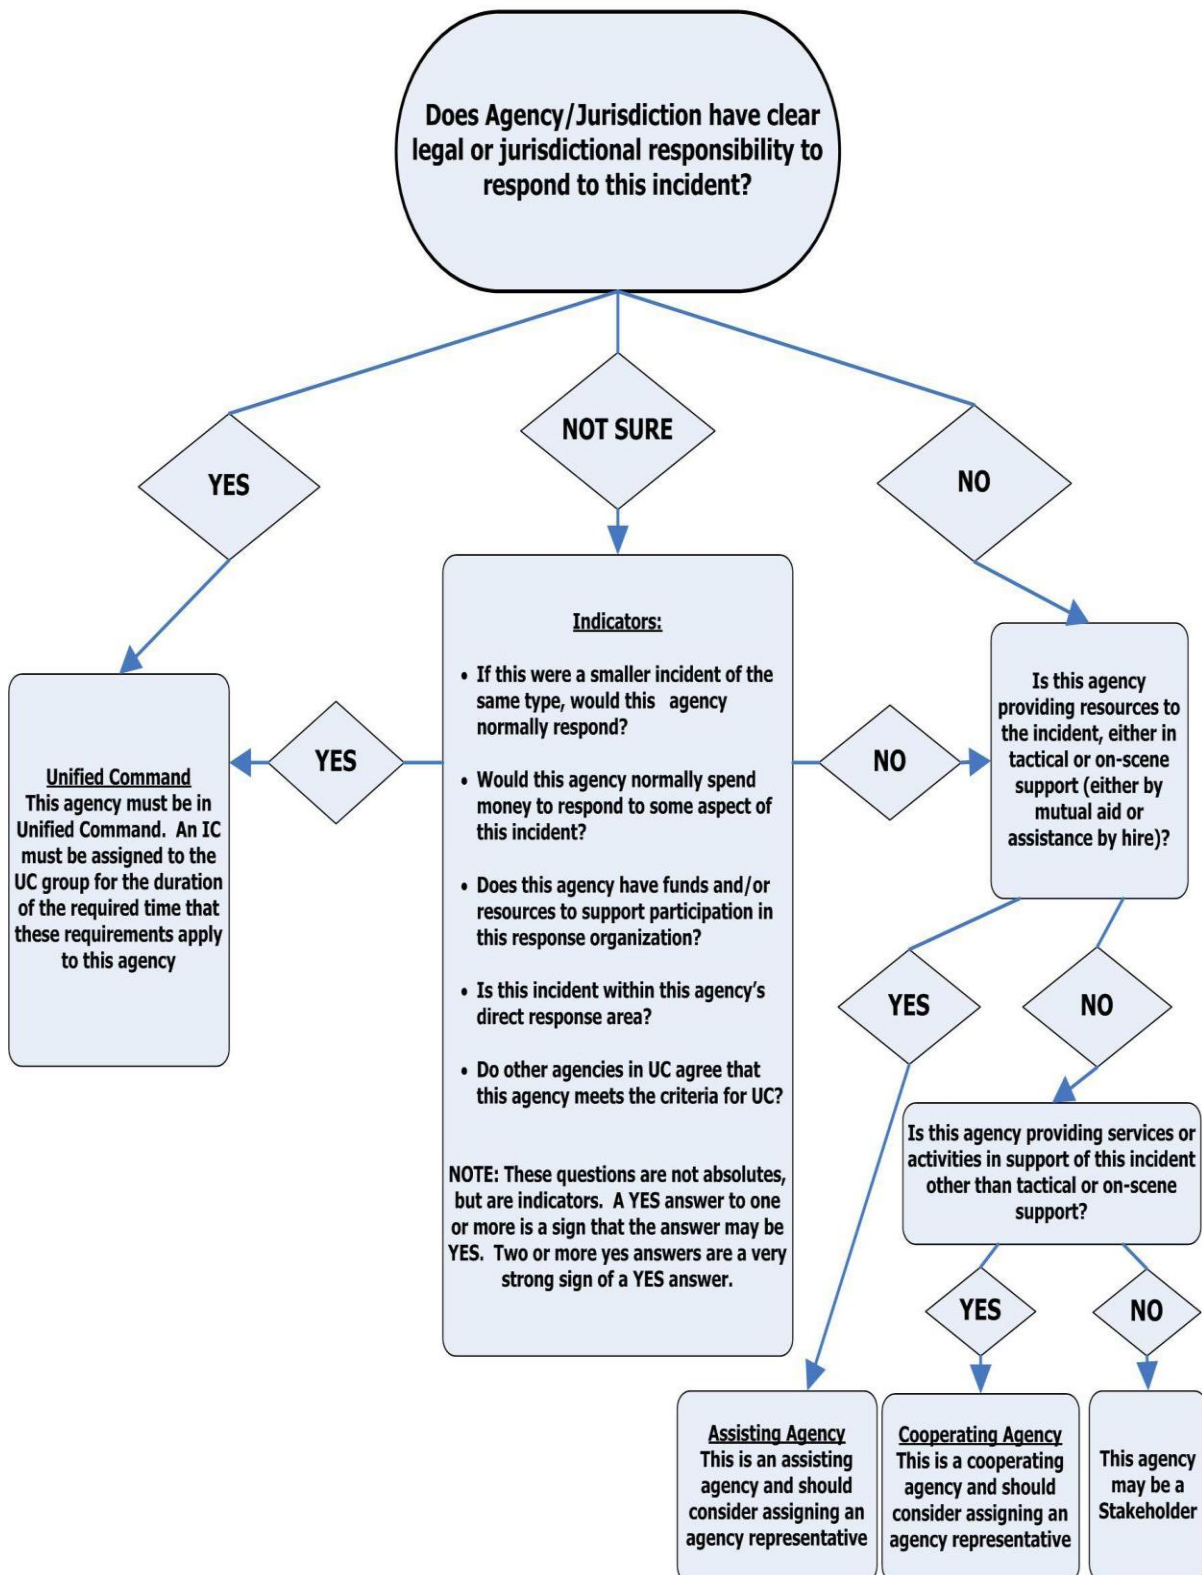 Does Agency/Jurisdiction have clear
legal or jurisdictional responsibility to
respond to this incident?
YES
NOT SURE
NO
Unified Command
This agency must be in
Unified Command. An IC
must be assigned to the
UC group for the duration
of the required time that
these requirements apply
to this agency
YES
Indicators:
• If this were a smaller incident of the
same type, would this agency
normally respond?
• Would this agency normally spend
money to respond to some aspect of
this incident?
• Does this agency have funds and/or
resources to support participation in
this response organization?
• Is this incident within this agency's
direct response area?
• Do other agencies in UC agree that
this agency meets the criteria for UC?
NOTE: These questions are not absolutes,
but are indicators. A YES answer to one
or more is a sign that the answer may be
YES. Two or more yes answers are a very
strong sign of a YES answer.
NO
Is this agency
providing resources to
the incident, either in
tactical or on-scene
support (either by
mutual aid or
assistance by hire)?
YES
NO
Is this agency providing services or
activities in support of this incident
other than tactical or on-scene
support?
YES
NO
Assisting Agency
This is an assisting
agency and should
consider assigning an
agency representative
Cooperating Agency
This is a cooperating
agency and should
consider assigning an
agency representative
This agency
may be a
Stakeholder